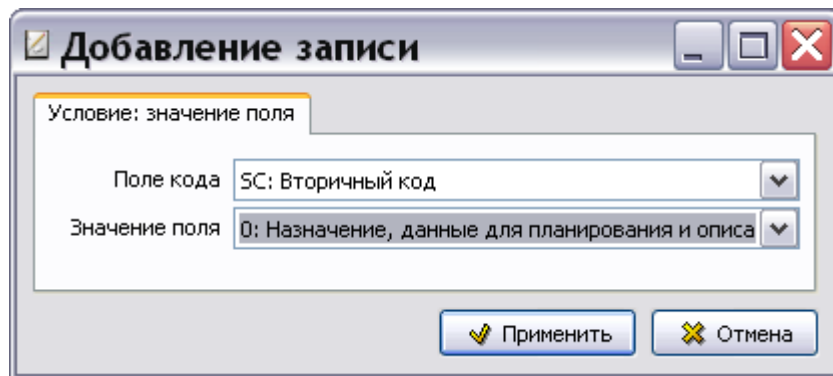 Добавление записи
Условие: значение поля
Поле кода SC: Вторичный код
Значение поля 0: Назначение, данные для планирования и описа
Применить Отмена